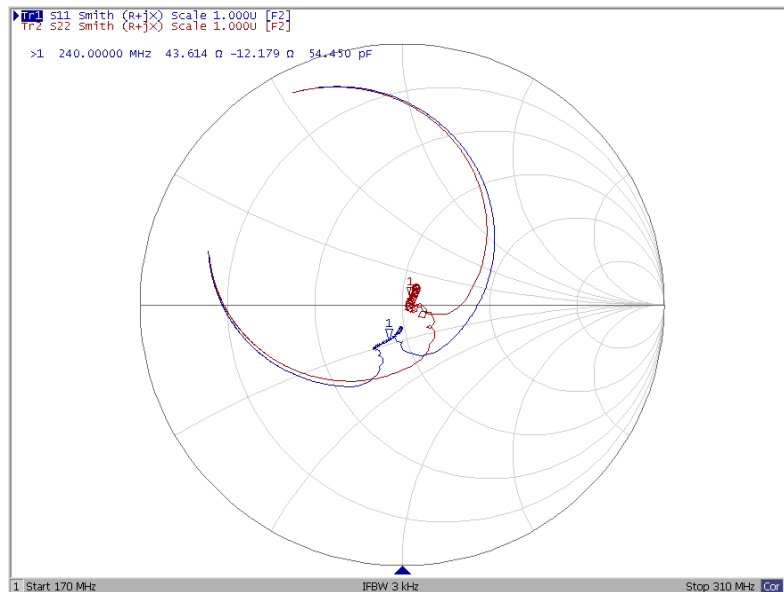 Tr1 S11 Smith (R+jX) Scale 1.000U [F2]
Tr2 S22 Smith (R+jX) Scale 1.000U [F2]
>1 240.00000 MHz 43.614 Ω -12.179 Ω 54.450 pF
1
1
1 Start 170 MHz IFBW 3 kHz Stop 310 MHz Cor